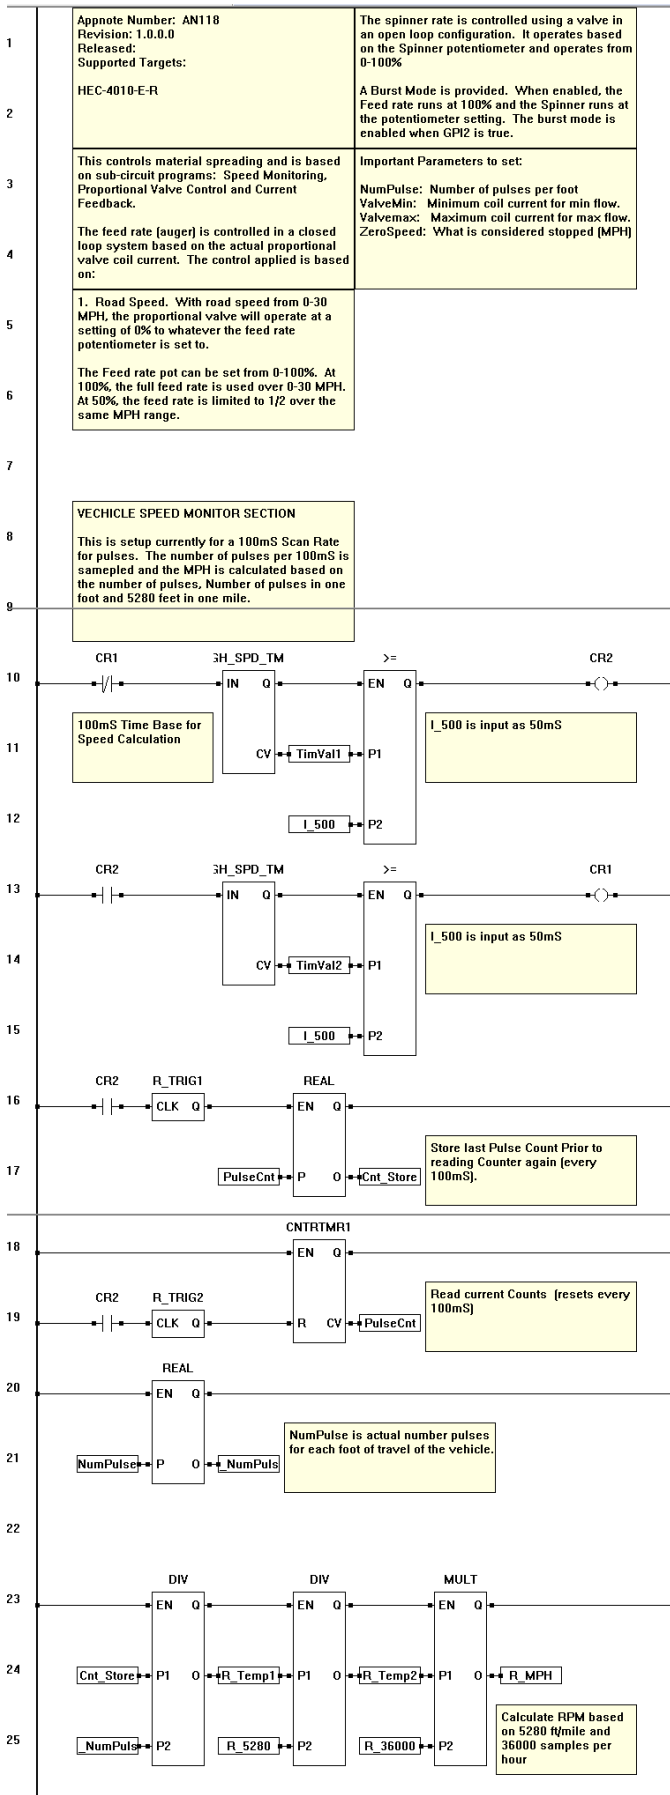 Appnote Number: AN118
Revision: 1.0.0.0
Released:
Supported Targets:
HEC-4010-E-R
The spinner rate is controlled using a valve in
an open loop configuration. It operates based
on the Spinner potentiometer and operates from
0-100%
A Burst Mode is provided. When enabled, the
Feed rate runs at 100% and the Spinner runs at
the potentiometer setting. The burst mode is
enabled when GPI2 is true.
1
2
This controls material spreading and is based
on sub-circuit programs: Speed Monitoring,
Proportional Valve Control and Current
Feedback.
The feed rate (auger) is controlled in a closed
loop system based on the actual proportional
valve coil current. The control applied is based
on:
Important Parameters to set:
NumPulse: Number of pulses per foot
ValveMin: Minimum coil current for min flow.
Valvemax: Maximum coil current for max flow.
ZeroSpeed: What is considered stopped (MPH)
3
4
1. Road Speed. With road speed from 0-30
MPH, the proportional valve will operate at a
setting of 0% to whatever the feed rate
potentiometer is set to.
The Feed rate pot can be set from 0-100%. At
100%, the full feed rate is used over 0-30 MPH.
At 50%, the feed rate is limited to 1/2 over the
same MPH range.
5
6
7
VECHICLE SPEED MONITOR SECTION
This is setup currently for a 100mS Scan Rate
for pulses. The number of pulses per 100mS is
samepled and the MPH is calculated based on
the number of pulses, Number of pulses in one
foot and 5280 feet in one mile.
8
9
CR1 GH_SPD_TM >= CR2
10 IN Q EN Q
100mS Time Base for
Speed Calculation
I_500 is input as 50mS
11 CV TimVal1 P1
12 I_500 P2
CR2 GH_SPD_TM >= CR1
13 IN Q EN Q
I_500 is input as 50mS
14 CV TimVal2 P1
15 I_500 P2
CR2 R_TRIG1 REAL
16 CLK Q EN Q
Store last Pulse Count Prior to
reading Counter again (every
100mS).
17 PulseCnt P O Cnt_Store
CNTRTMR1
18 EN Q
Read current Counts (resets every
100mS)
CR2 R_TRIG2
19 CLK Q R CV PulseCnt
REAL
20 EN Q
NumPulse is actual number pulses
for each foot of travel of the vehicle.
21 NumPulse P O _NumPuls
22
DIV DIV MULT
23 EN Q EN Q EN Q
24 Cnt_Store P1 O R_Temp1 P1 O R_Temp2 P1 O R_MPH
Calculate RPM based
on 5280 ft/mile and
36000 samples per
hour
25 _NumPuls P2 R_5280 P2 R_36000 P2